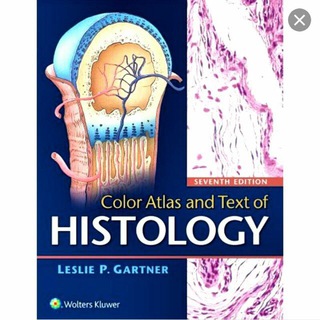 SEVENTH EDITION
Color Atlas and Text of
HISTOLOGY
LESLIE P. GARTNER
Wolters Kluwer